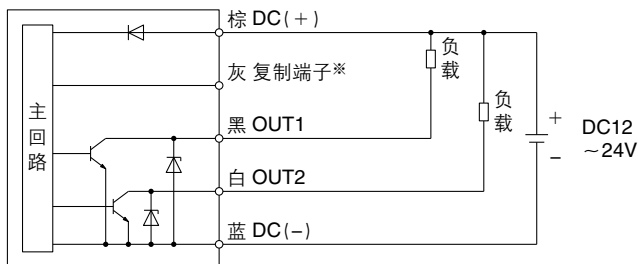 棕 DC(+)
负载
灰 复制端子※
负载
主回路
黑 OUT1
+
DC12
~24V
−
白 OUT2
蓝 DC(−)